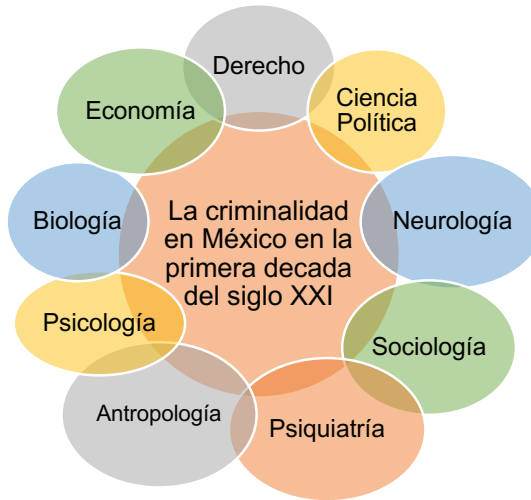 Derecho
Economía
Ciencia
Política
Biología
La criminalidad
en México en la
primera decada
del siglo XXI
Neurología
Psicología
Sociología
Antropología
Psiquiatría